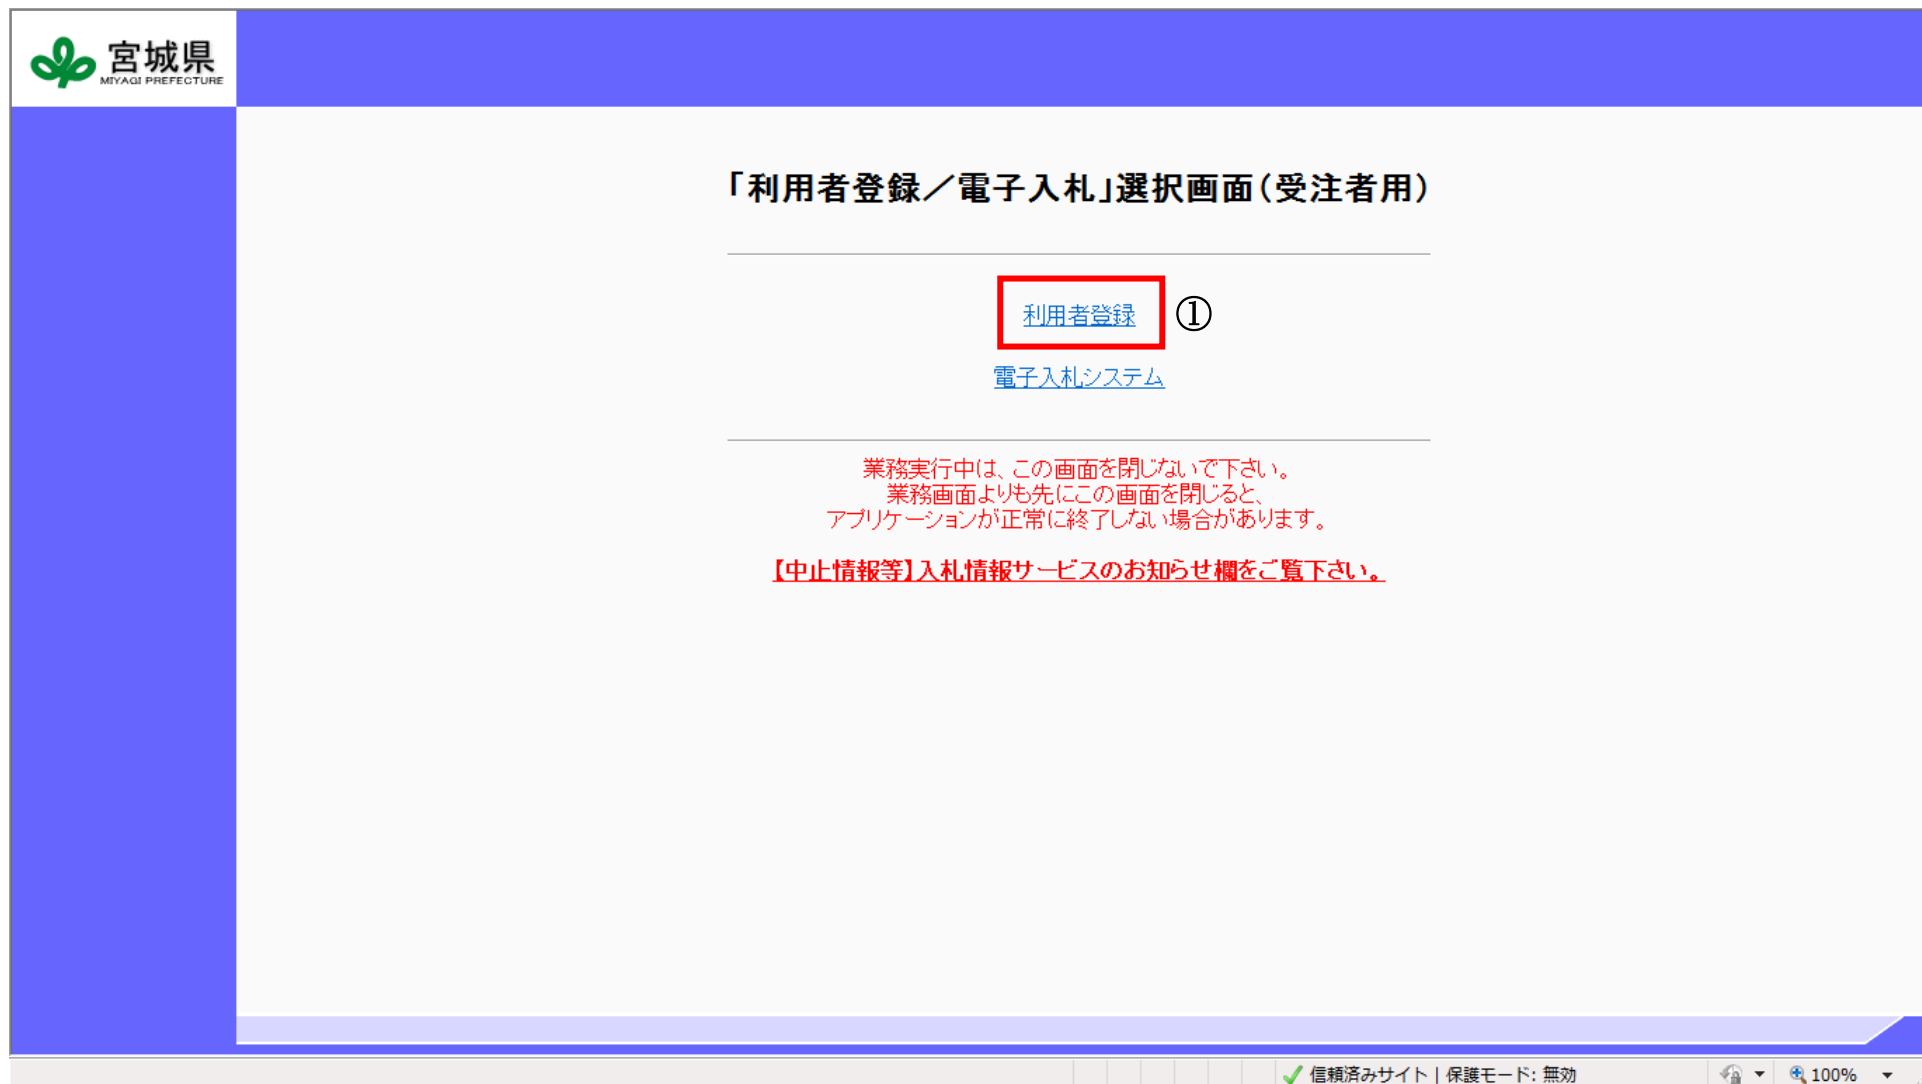 宮城県
MIYAGI PREFECTURE
「利用者登録／電子入札」選択画面（受注者用）
利用者登録 ①
電子入札システム
業務実行中は、この画面を閉じないで下さい。
業務画面よりも先にこの画面を閉じると、
アプリケーションが正常に終了しない場合があります。
【中止情報等】入札情報サービスのお知らせ欄をご覧下さい。
信頼済みサイト | 保護モード: 無効 100%